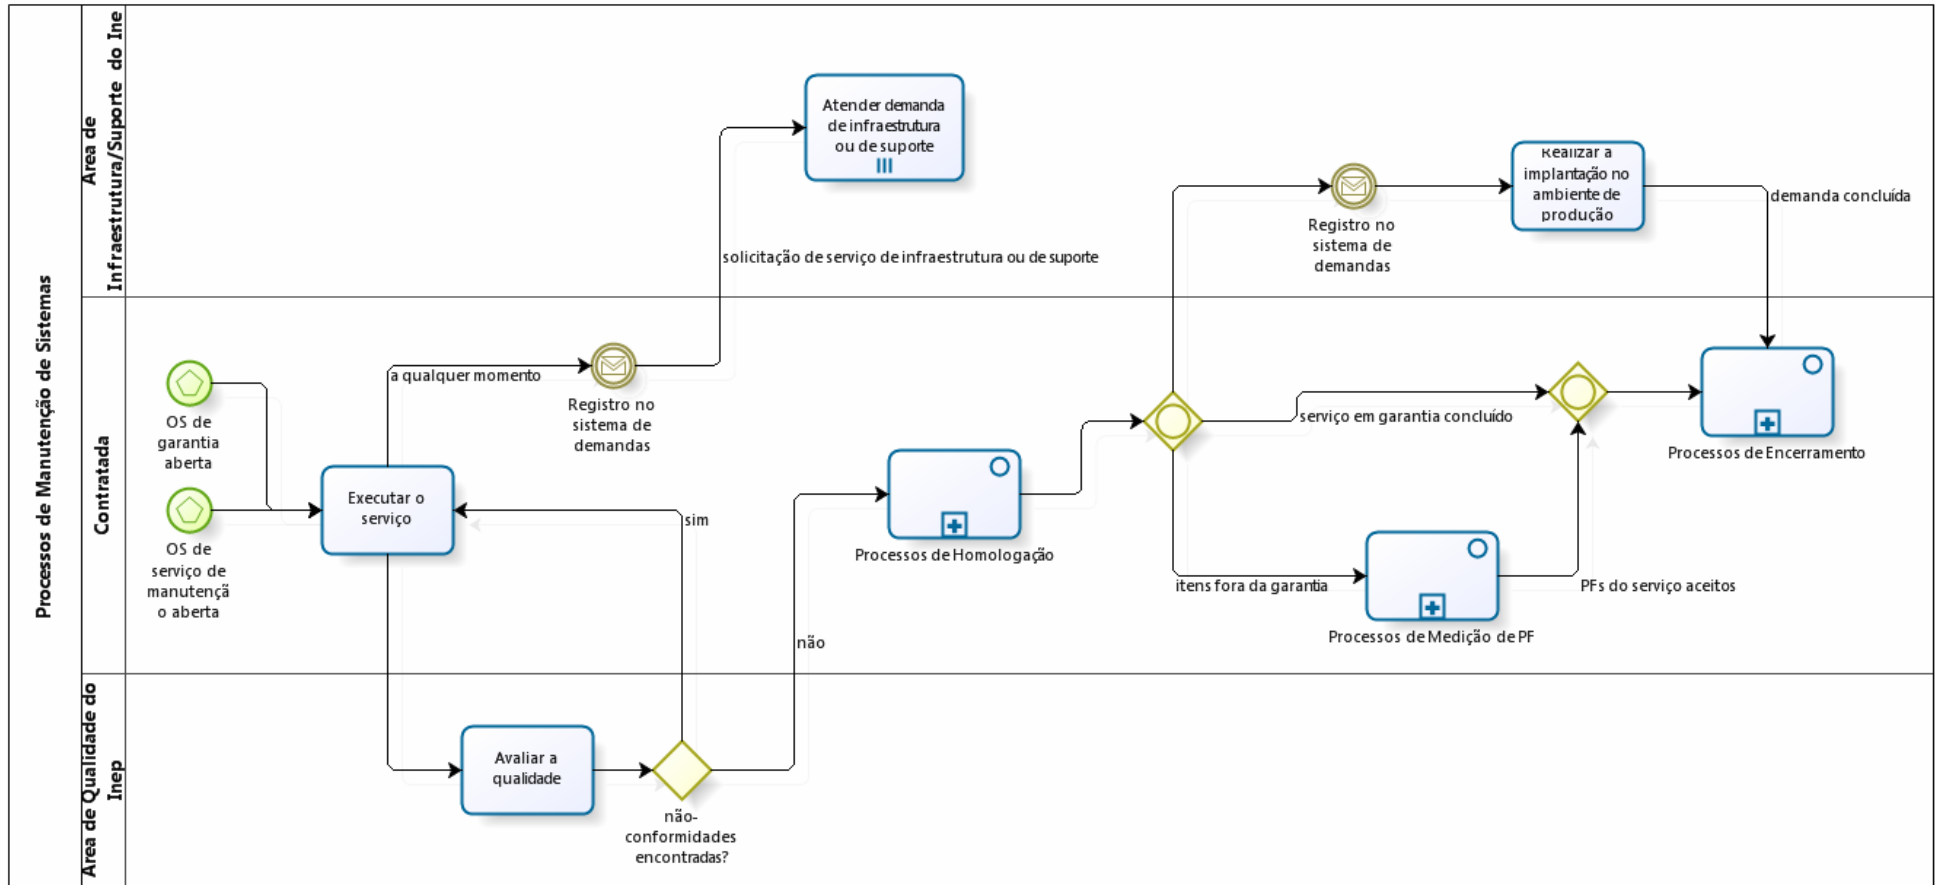 Processos de Manutenção de Sistemas
Area de
Infraestrutura/Suporte do Ine
Atender demanda
de infraestrutura
ou de suporte
Realizar a
implantação no
ambiente de
produção
demanda concluída
Registro no
sistema de
demandas
solicitação de serviço de infraestrutura ou de suporte
Contratada
a qualquer momento
Registro no
sistema de
demandas
OS de
garantia
aberta
serviço em garantia concluído
Processos de Encerramento
Executar o
serviço
sim
OS de
serviço de
manutençã
o aberta
Processos de Homologação
itens fora da garantia
PFs do serviço aceitos
Processos de Medição de PF
não
Area de Qualidade do
Inep
Avaliar a
qualidade
não-
conformidades
encontradas?